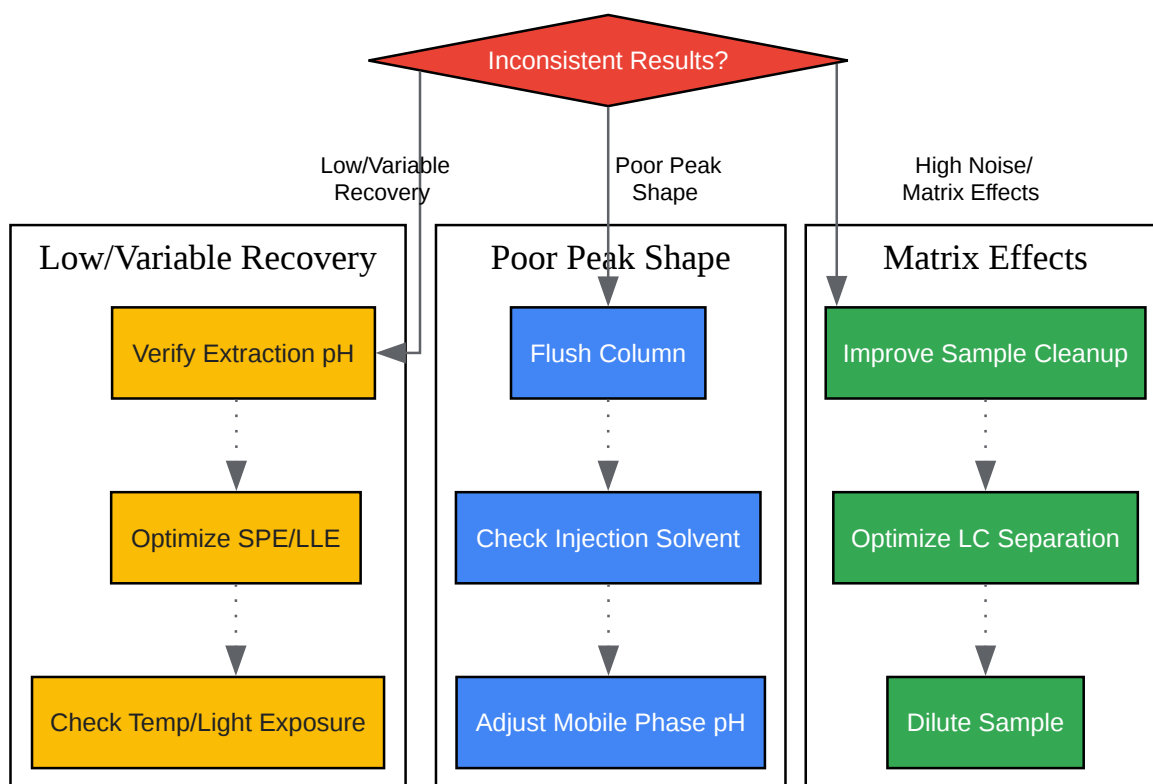 Inconsistent Results?
Low/Variable
Recovery
Poor Peak
Shape
High Noise/
Matrix Effects
Low/Variable Recovery
Poor Peak Shape
Matrix Effects
Verify Extraction pH
Flush Column
Improve Sample Cleanup
Optimize SPE/LLE
Check Injection Solvent
Optimize LC Separation
Check Temp/Light Exposure
Adjust Mobile Phase pH
Dilute Sample